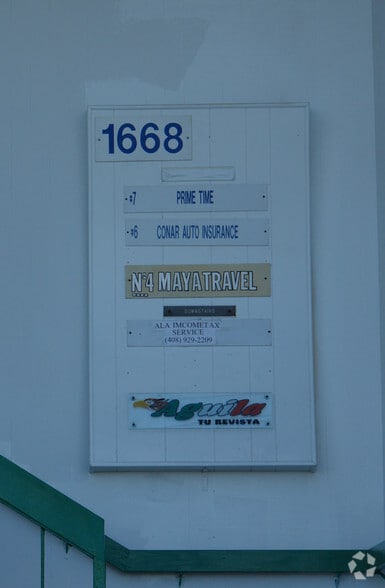 1668
#7 PRIME TIME
#6 CONAR AUTO INSURANCE
Nº4 MAYATRAVEL
DOWNSTAIRS
ALA IMCOMETAX
SERVICE
(408) 929-2209
Aguila
TU REVISTA